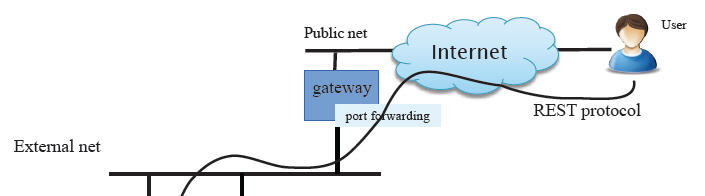 User
Public net
Internet
gateway
port forwarding
REST protocol
External net